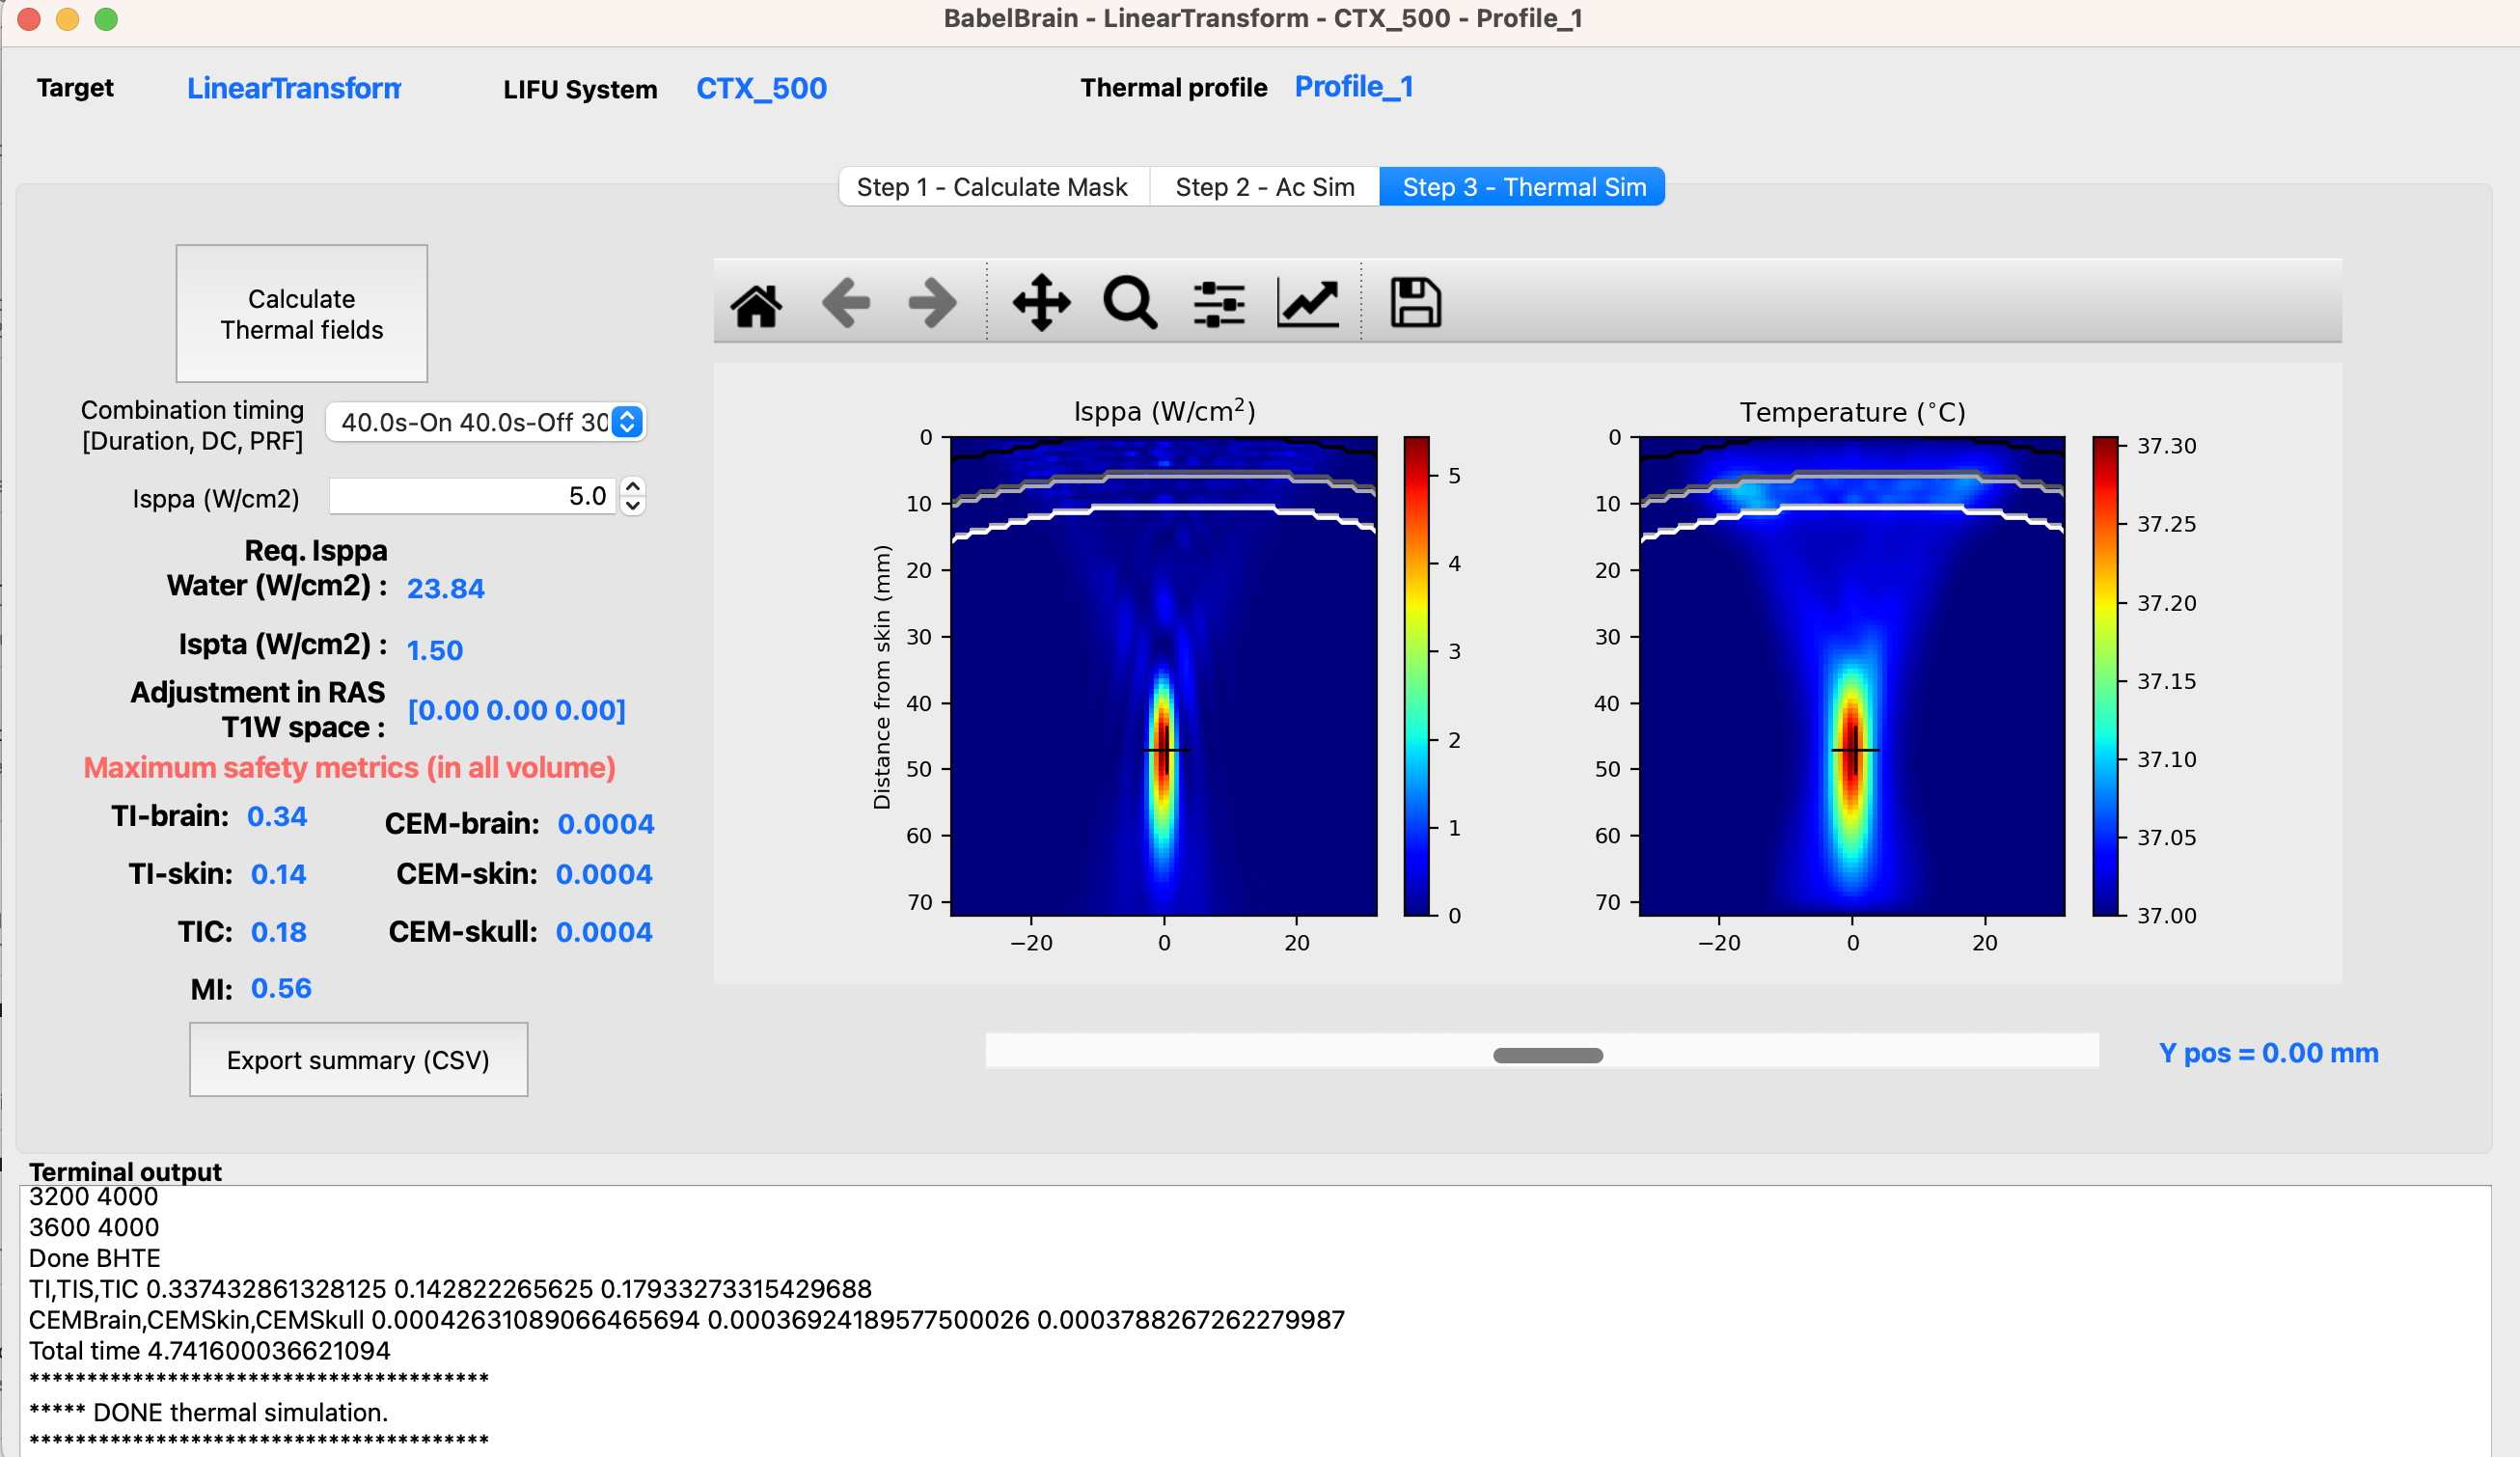 BabelBrain - LinearTransform - CTX_500 - Profile_1
Target LinearTransform LIFU System CTX_500 Thermal profile Profile_1
Step 1 - Calculate Mask Step 2 - Ac Sim Step 3 - Thermal Sim
Calculate
Thermal fields
Combination timing
[Duration, DC, PRF]
40.0s-On 40.0s-Off 30
Isppa (W/cm2) 5.0
Req. Isppa
Water (W/cm2) : 23.84
Ispta (W/cm2) : 1.50
Adjustment in RAS
T1W space : [0.00 0.00 0.00]
Maximum safety metrics (in all volume)
TI-brain: 0.34 CEM-brain: 0.0004
TI-skin: 0.14 CEM-skin: 0.0004
TIC: 0.18 CEM-skull: 0.0004
MI: 0.56
Export summary (CSV)
Isppa (W/cm²)
Distance from skin (mm)
0
10
20
30
40
50
60
70
−20 0 20
5
4
3
2
1
0
Temperature (°C)
0
10
20
30
40
50
60
70
−20 0 20
37.30
37.25
37.20
37.15
37.10
37.05
37.00
Y pos = 0.00 mm
Terminal output
3200 4000
3600 4000
Done BHTE
TI,TIS,TIC 0.337432861328125 0.142822265625 0.17933273315429688
CEMBrain,CEMSkin,CEMSkull 0.00042631089066465694 0.00036924189577500026 0.0003788267262279987
Total time 4.741600036621094
****************************************
***** DONE thermal simulation.
****************************************